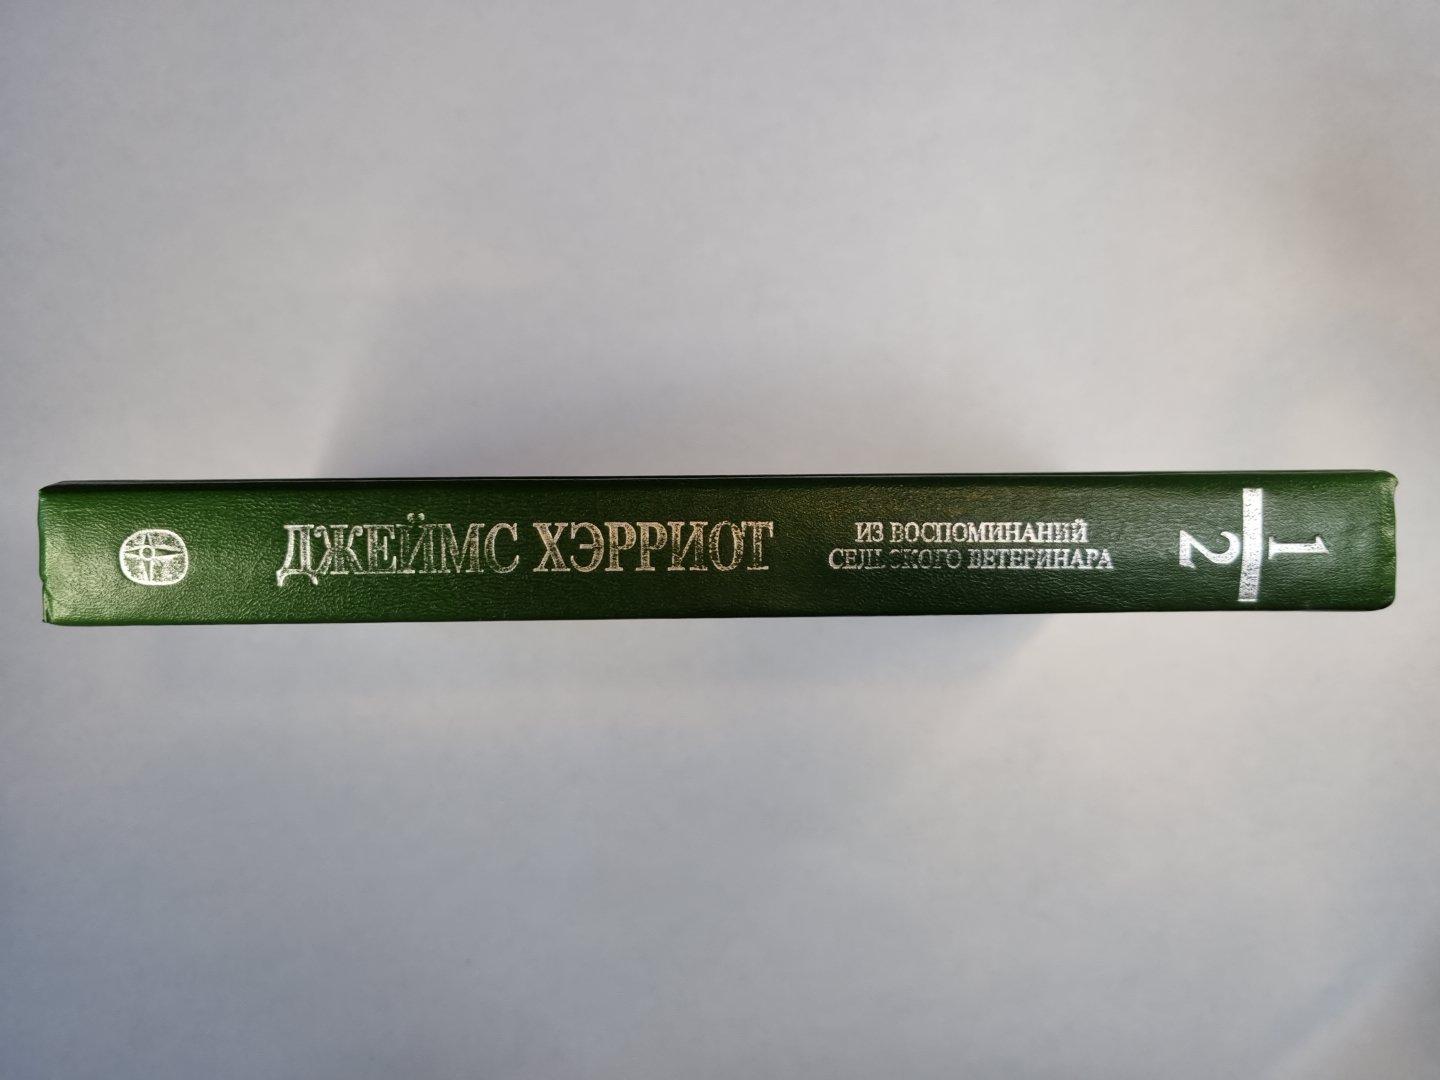 ДЖЕЙМС ХЭРРИОТ
ИЗ ВОСПОМИНАНИЙ
СЕЛЬСКОГО ВЕТЕРИНАРА
1
2